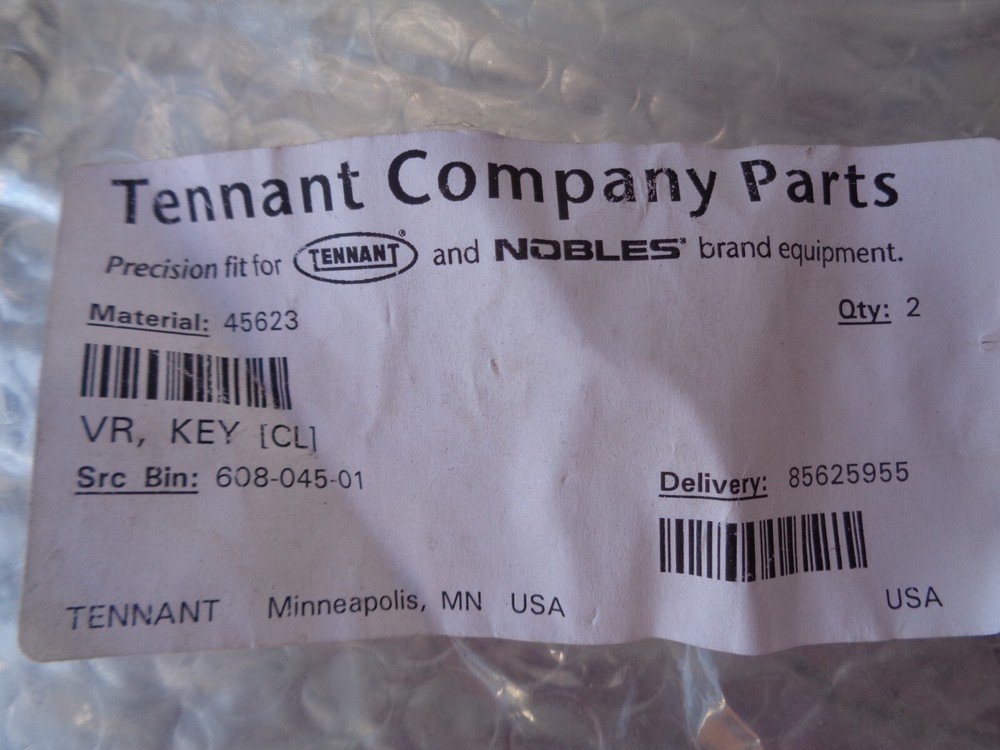 Tennant Company Parts
Precision fit for TENNANT® and NOBLES® brand equipment.
Material: 45623
Qty: 2
VR, KEY [CL]
Src Bin: 608-045-01
Delivery: 85625955
TENNANT Minneapolis, MN USA
USA